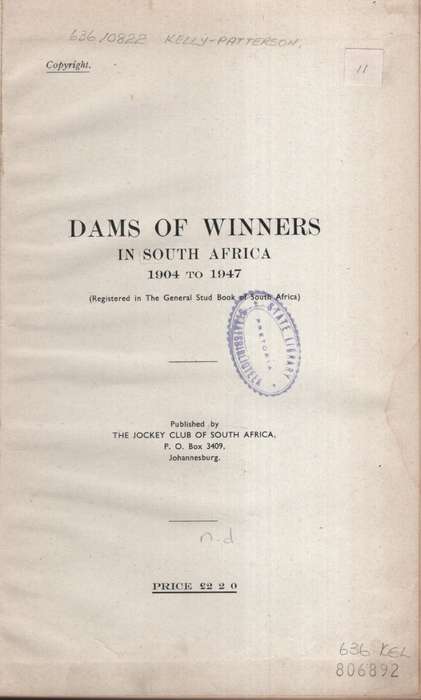 636/0822 KELLY-PATTERSON,
Copyright.
11
DAMS OF WINNERS
IN SOUTH AFRICA
1904 TO 1947
(Registered in The General Stud Book of South Africa)
STAATSBIBLIOTEEK
STATE LIBRARY
PRETORIA
Published by
THE JOCKEY CLUB OF SOUTH AFRICA,
P. O. Box 3409,
Johannesburg.
n.d
PRICE £2 2 0
636 KEL
806892